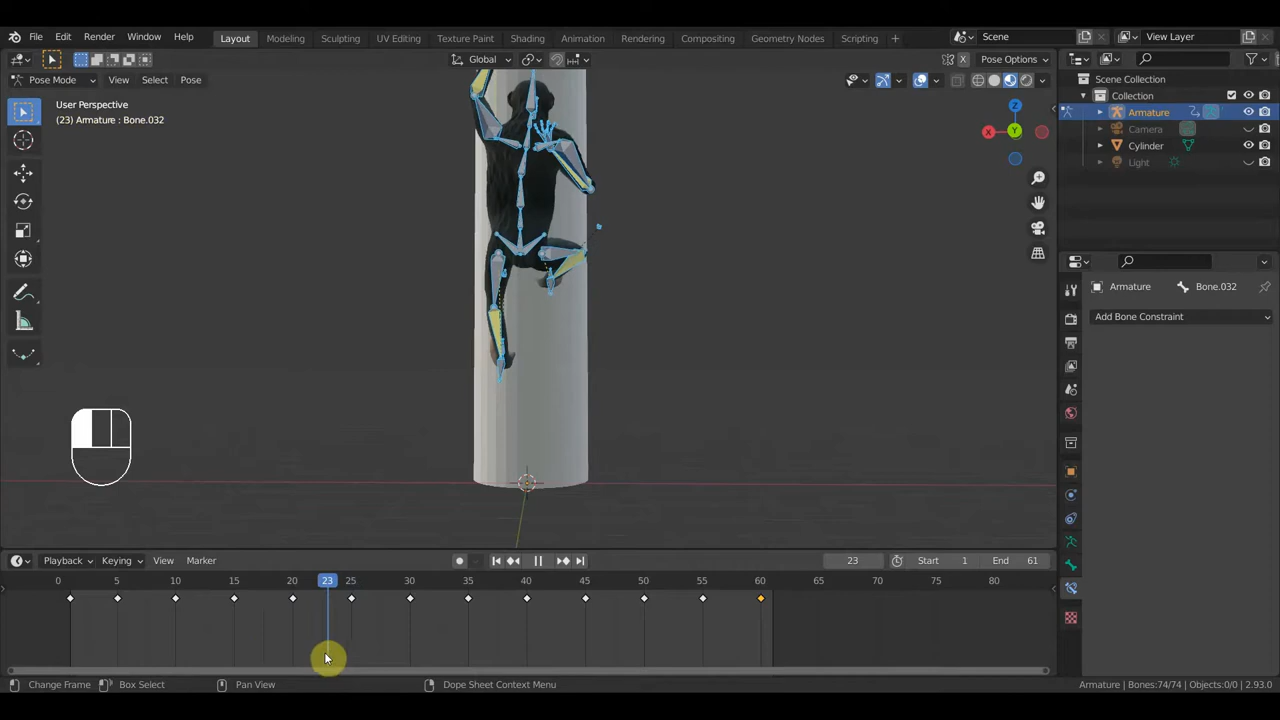 File Edit Render Window Help Layout Modeling Sculpting UV Editing Texture Paint Shading Animation Rendering Compositing Geometry Nodes Scripting + Scene View Layer
Global X Y Z Pose Options
Pose Mode View Select Pose
User Perspective
(23) Armature : Bone.032
Z
X Y
Scene Collection
Collection
Armature
Camera
Cylinder
Light
Armature Bone.032
Add Bone Constraint
Playback Keying View Marker 23 Start 1 End 61
0 5 10 15 20 23 25 30 35 40 45 50 55 60 65 70 75 80
Change Frame Box Select Pan View Dope Sheet Context Menu Armature | Bones:74/74 | Objects:0/0 | 2.93.0